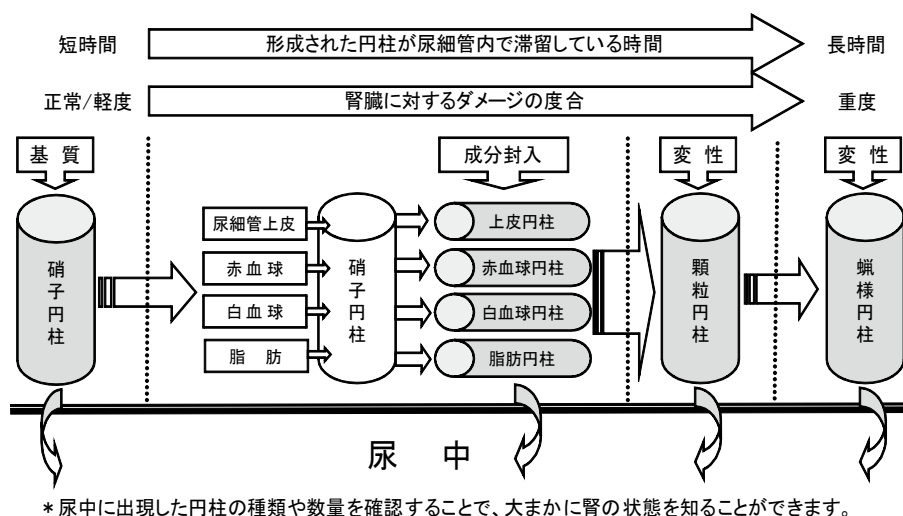 短時間
形成された円柱が尿細管内で滞留している時間
長時間
正常/軽度
腎臓に対するダメージの度合
重度
基質
成分封入
変性
変性
硝子円柱
尿細管上皮
赤血球
白血球
脂肪
硝子円柱
上皮円柱
赤血球円柱
白血球円柱
脂肪円柱
顆粒円柱
蝋様円柱
尿中
*尿中に出現した円柱の種類や数量を確認することで、大まかに腎の状態を知ることができます。